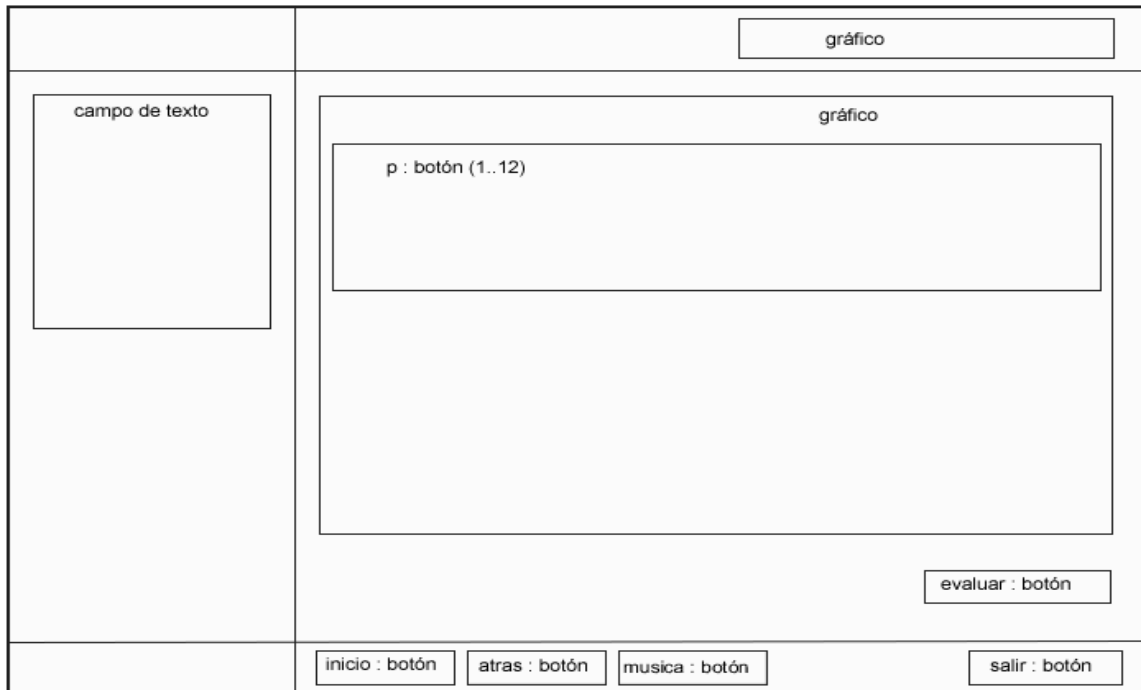 gráfico
campo de texto
gráfico
p : botón (1..12)
evaluar : botón
inicio : botón
atras : botón
musica : botón
salir : botón